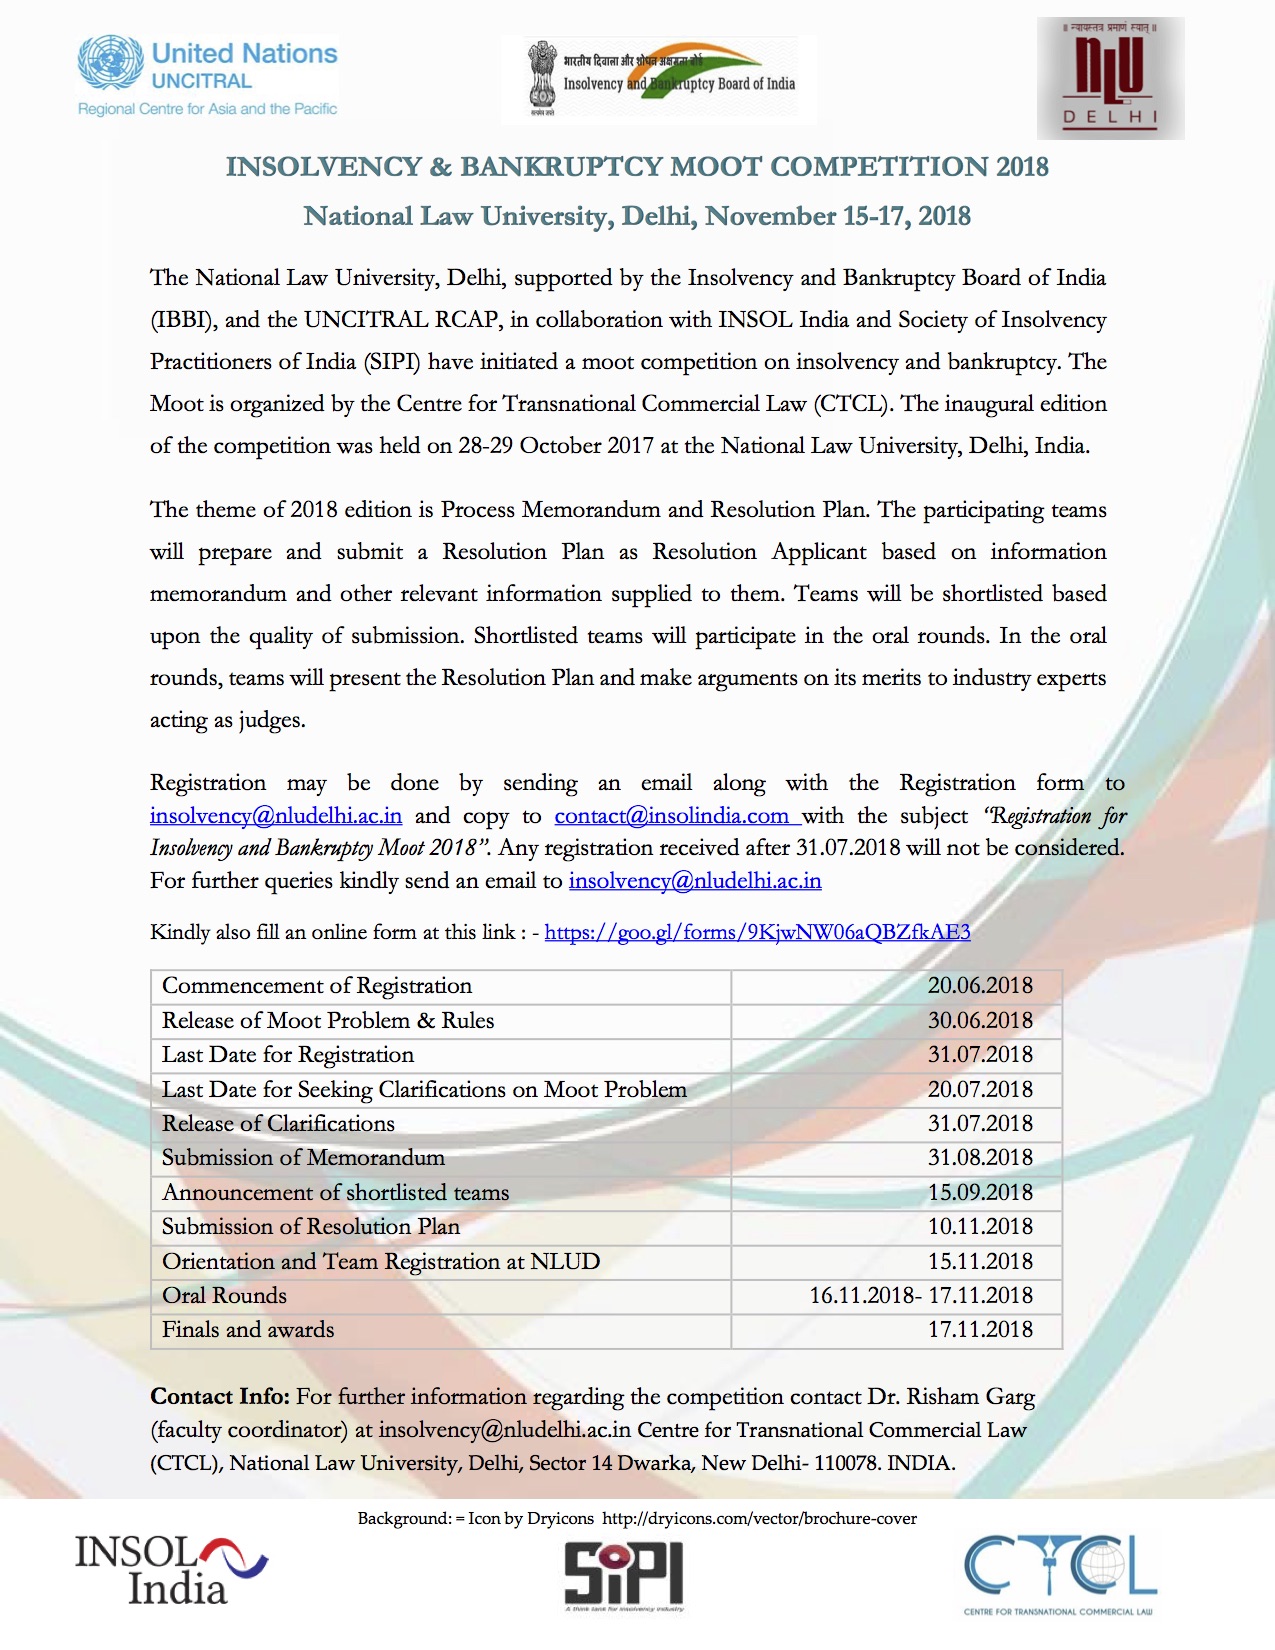 United Nations
UNCITRAL
Regional Centre for Asia and the Pacific
भारतीय दिवाला और शोधन अक्षमता बोर्ड
Insolvency and Bankruptcy Board of India
सत्यमेव जयते
॥ न्यायस्तत्र प्रमाणं स्यात् ॥
nLU
DELHI
INSOLVENCY & BANKRUPTCY MOOT COMPETITION 2018
National Law University, Delhi, November 15-17, 2018
The National Law University, Delhi, supported by the Insolvency and Bankruptcy Board of India
(IBBI), and the UNCITRAL RCAP, in collaboration with INSOL India and Society of Insolvency
Practitioners of India (SIPI) have initiated a moot competition on insolvency and bankruptcy. The
Moot is organized by the Centre for Transnational Commercial Law (CTCL). The inaugural edition
of the competition was held on 28-29 October 2017 at the National Law University, Delhi, India.
The theme of 2018 edition is Process Memorandum and Resolution Plan. The participating teams
will prepare and submit a Resolution Plan as Resolution Applicant based on information
memorandum and other relevant information supplied to them. Teams will be shortlisted based
upon the quality of submission. Shortlisted teams will participate in the oral rounds. In the oral
rounds, teams will present the Resolution Plan and make arguments on its merits to industry experts
acting as judges.
Registration may be done by sending an email along with the Registration form to
insolvency@nludelhi.ac.in and copy to contact@insolindia.com with the subject “Registration for
Insolvency and Bankruptcy Moot 2018”. Any registration received after 31.07.2018 will not be considered.
For further queries kindly send an email to insolvency@nludelhi.ac.in
Kindly also fill an online form at this link : - https://goo.gl/forms/9KjwNW06aQBZfkAE3
Commencement of Registration 20.06.2018
Release of Moot Problem & Rules 30.06.2018
Last Date for Registration 31.07.2018
Last Date for Seeking Clarifications on Moot Problem 20.07.2018
Release of Clarifications 31.07.2018
Submission of Memorandum 31.08.2018
Announcement of shortlisted teams 15.09.2018
Submission of Resolution Plan 10.11.2018
Orientation and Team Registration at NLUD 15.11.2018
Oral Rounds 16.11.2018- 17.11.2018
Finals and awards 17.11.2018
Contact Info: For further information regarding the competition contact Dr. Risham Garg
(faculty coordinator) at insolvency@nludelhi.ac.in Centre for Transnational Commercial Law
(CTCL), National Law University, Delhi, Sector 14 Dwarka, New Delhi- 110078. INDIA.
Background: = Icon by Dryicons http://dryicons.com/vector/brochure-cover
INSOL
India
SiPI
A think tank for insolvency industry
CTCL
CENTRE FOR TRANSNATIONAL COMMERCIAL LAW